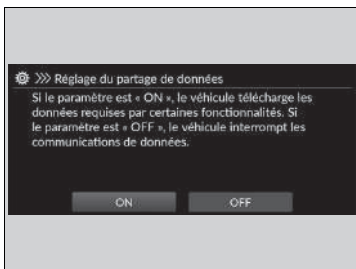 >>> Réglage du partage de données
Si le paramètre est « ON », le véhicule télécharge les
données requises par certaines fonctionnalités. Si
le paramètre est « OFF », le véhicule interrompt les
communications de données.
ON OFF